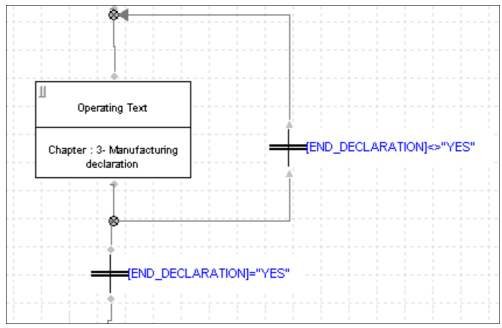 Operating Text
Chapter : 3- Manufacturing
declaration
[END_DECLARATION]<>"YES"
[END_DECLARATION]="YES"